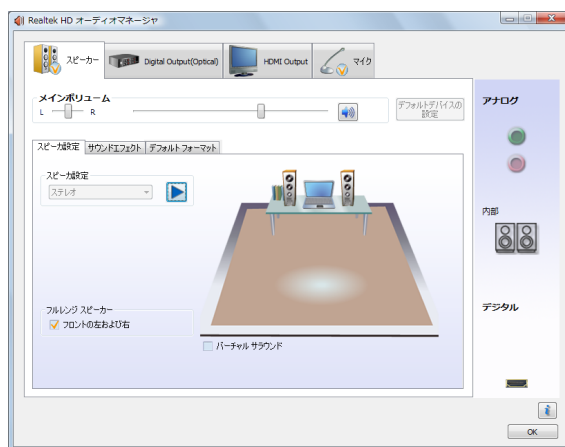 Realtek HD オーディオマネージャ
スピーカー
Digital Output(Optical)
HDMI Output
マイク
メインボリューム
L
R
デフォルトデバイスの
設定
スピーカ設定
サウンドエフェクト
デフォルト フォーマット
スピーカ設定
ステレオ
フルレンジ スピーカー
フロントの左および右
バーチャル サラウンド
アナログ
内部
デジタル
OK